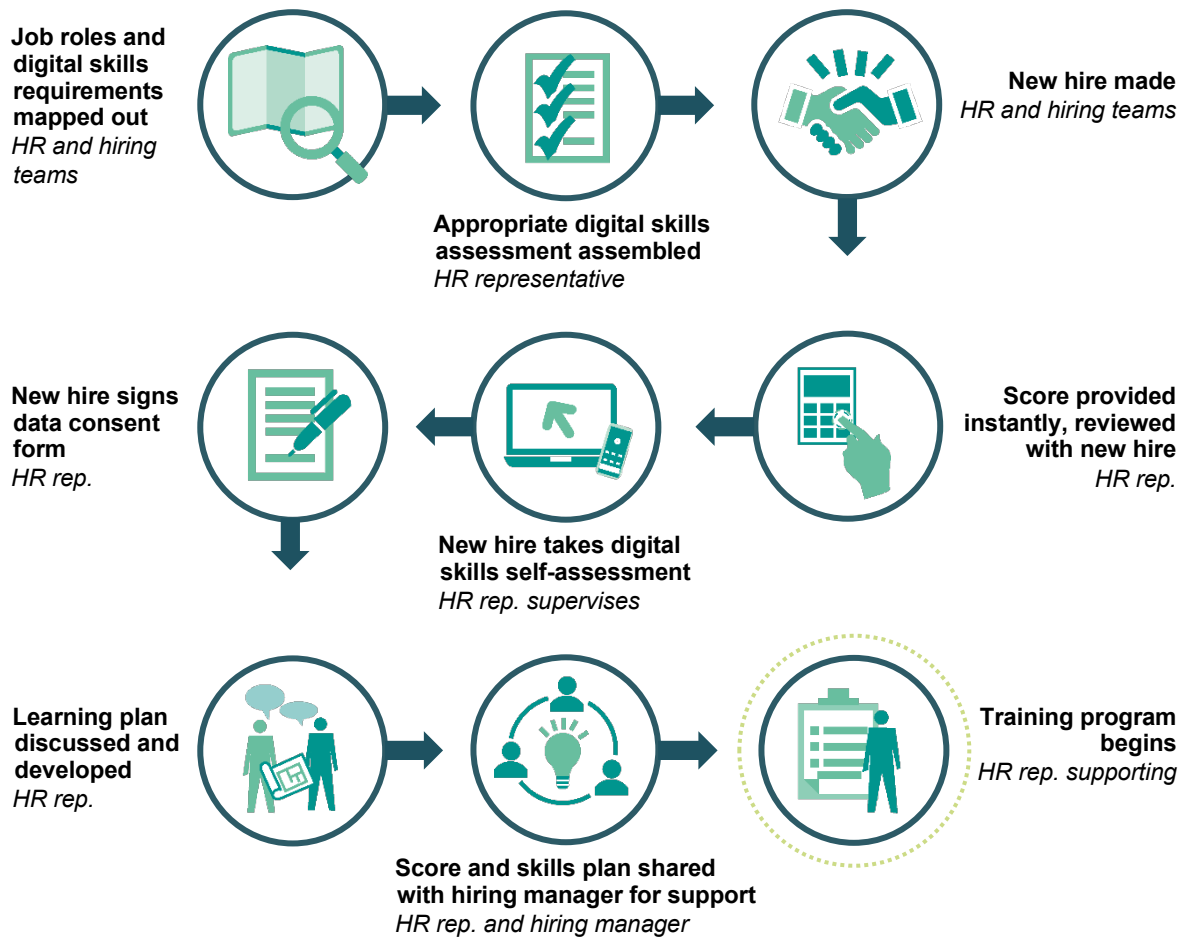 Job roles and
digital skills
requirements
mapped out
HR and hiring
teams
Appropriate digital skills
assessment assembled
HR representative
New hire made
HR and hiring teams
Score provided
instantly, reviewed
with new hire
HR rep.
New hire takes digital
skills self-assessment
HR rep. supervises
New hire signs
data consent
form
HR rep.
Learning plan
discussed and
developed
HR rep.
Score and skills plan shared
with hiring manager for support
HR rep. and hiring manager
Training program
begins
HR rep. supporting